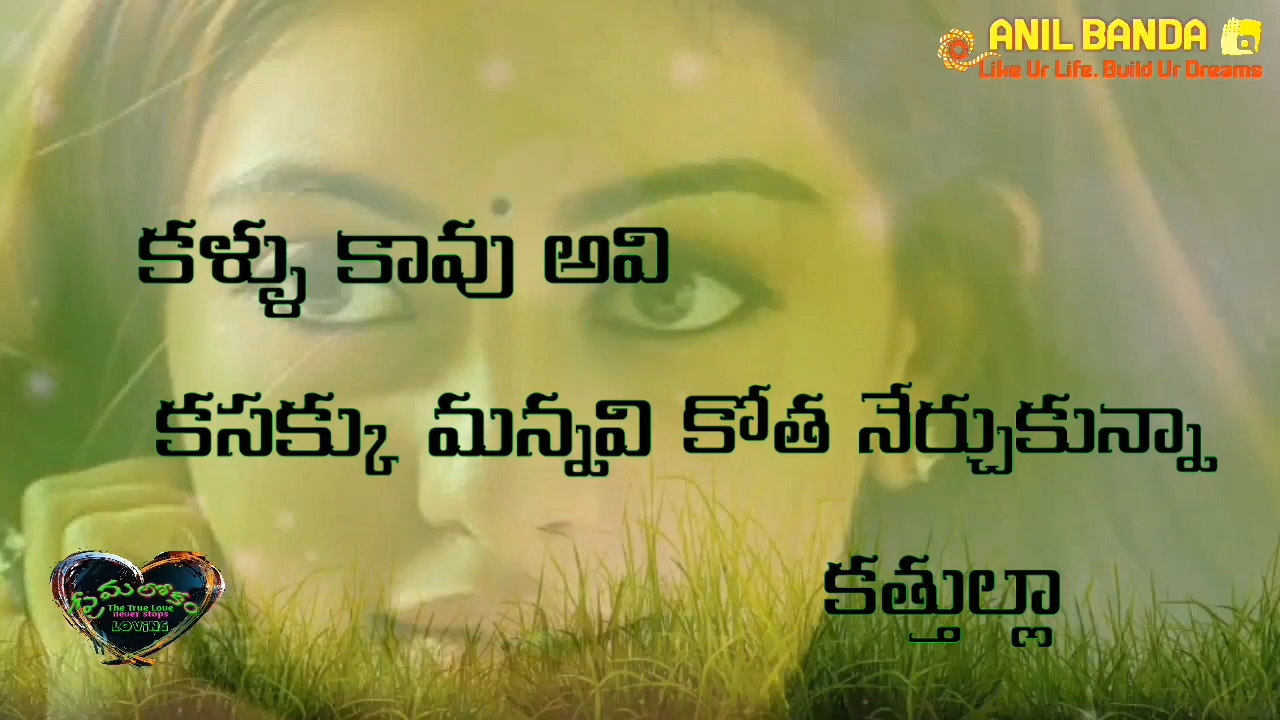 ANIL BANDA
Like Ur Life. Build Ur Dreams
కళ్ళు కావు అవి
కసక్కు మన్నవి కోత నేర్చుకున్నా
కత్తుల్లా
ప్రేమలోకం
The True Love
never stops
LOVING